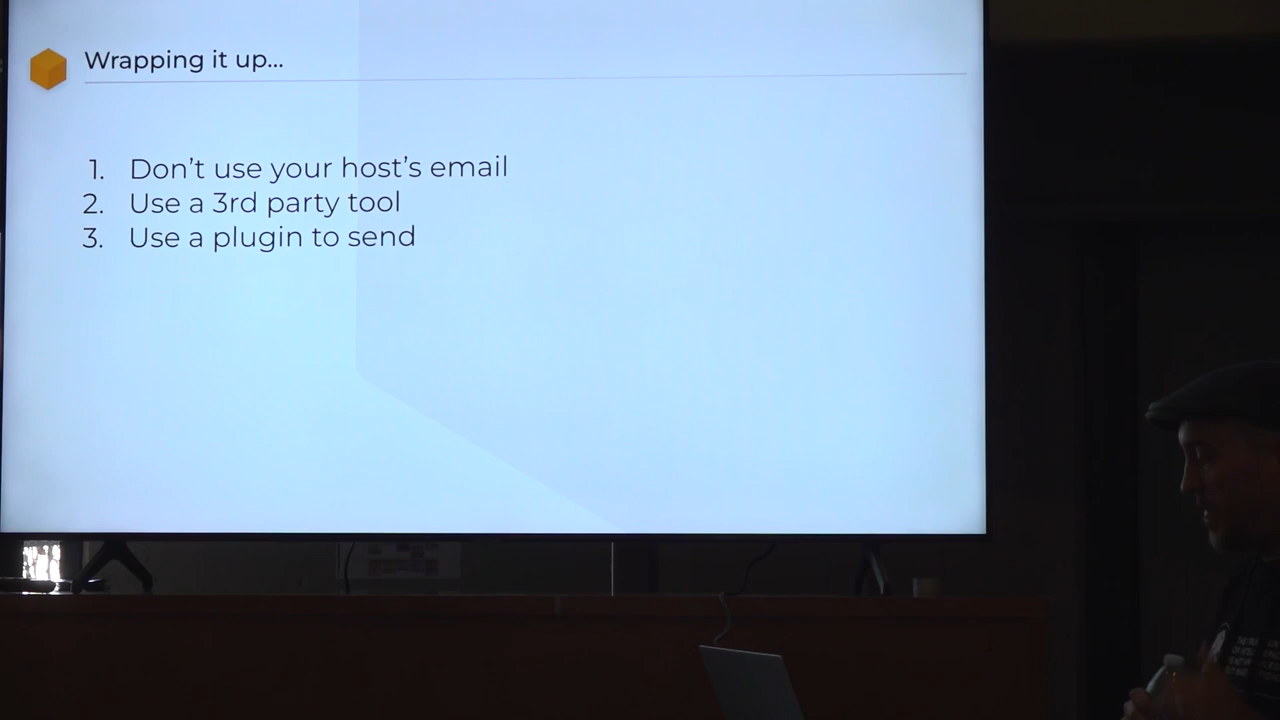 Wrapping it up...
1. Don't use your host's email
2. Use a 3rd party tool
3. Use a plugin to send